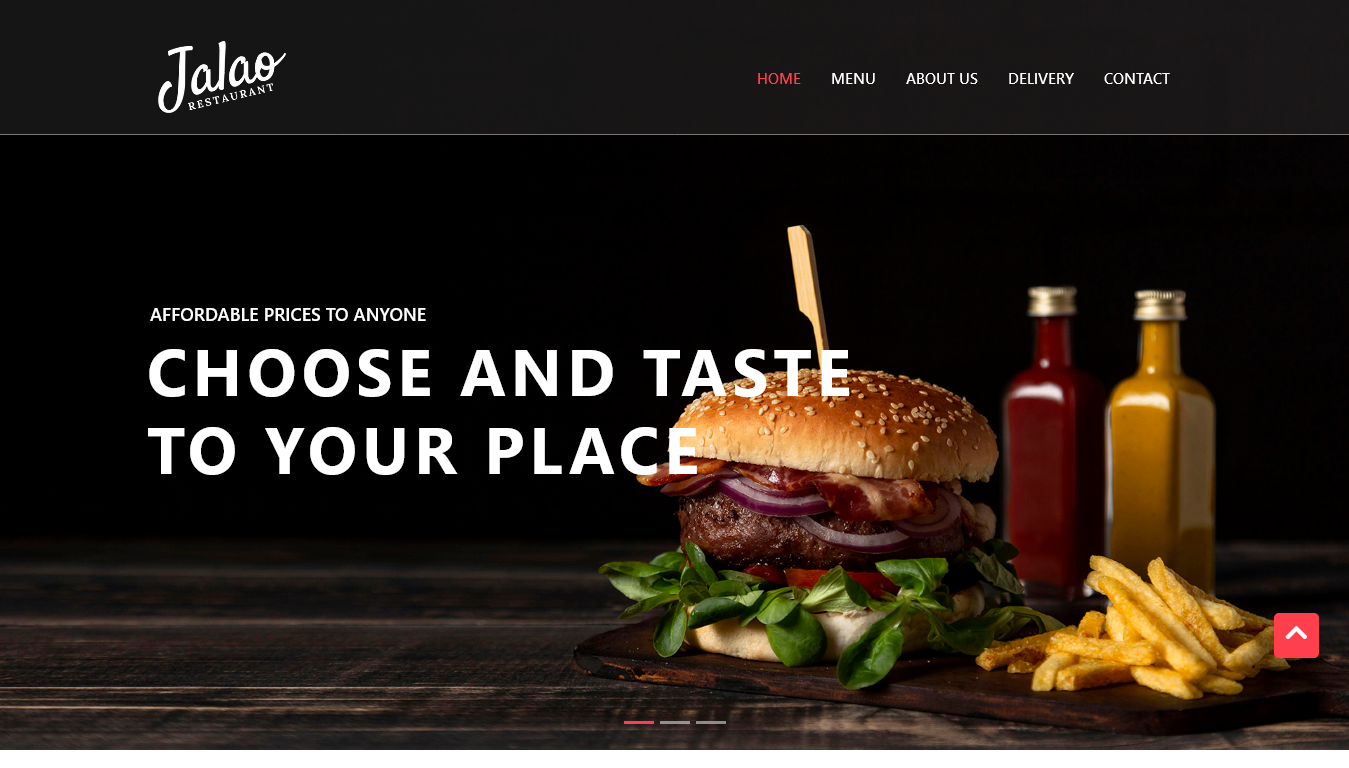 Jalao
RESTAURANT
HOME MENU ABOUT US DELIVERY CONTACT
AFFORDABLE PRICES TO ANYONE
CHOOSE AND TASTE
TO YOUR PLACE